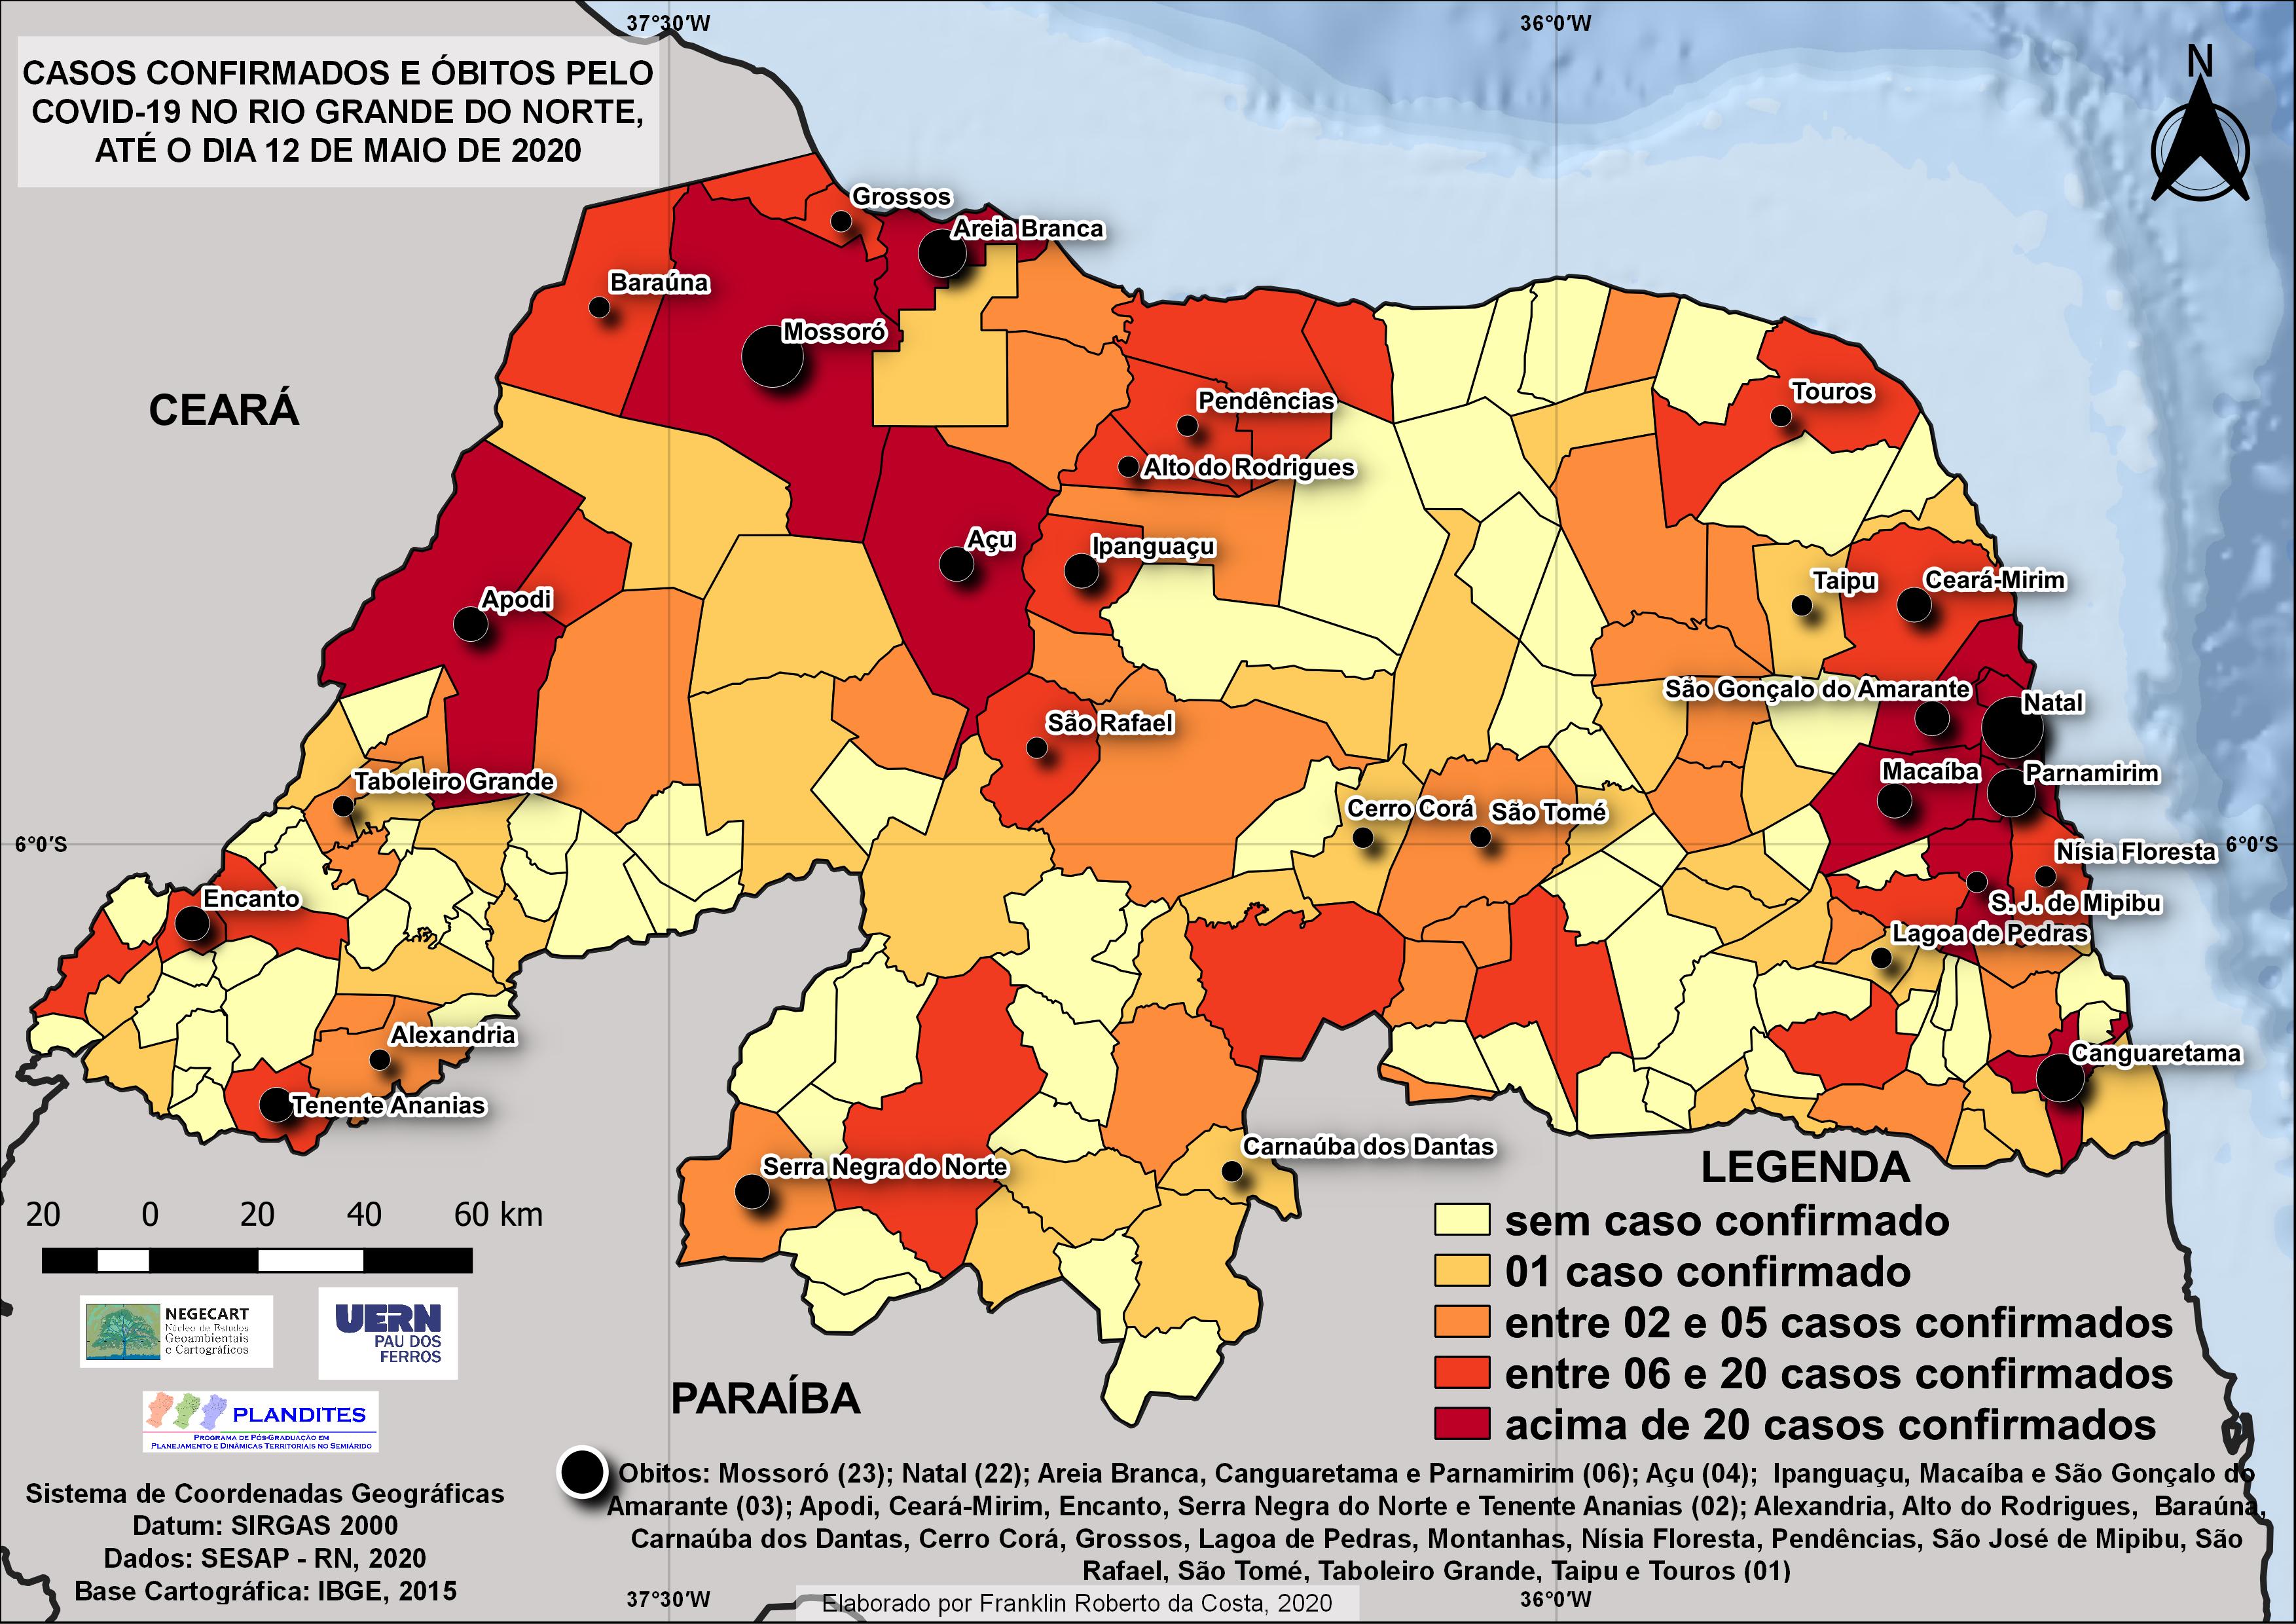 37°30'W
36°0'W
CASOS CONFIRMADOS E ÓBITOS PELO
COVID-19 NO RIO GRANDE DO NORTE,
ATÉ O DIA 12 DE MAIO DE 2020
N
Grossos
Areia Branca
Baraúna
Mossoró
CEARÁ
Touros
Pendências
Alto do Rodrigues
Açu
Ipanguaçu
Taipu
Ceará-Mirim
Apodi
São Gonçalo do Amarante
Natal
São Rafael
Macaíba
Parnamirim
Taboleiro Grande
Cerro Corá
São Tomé
6°0'S
6°0'S
Nísia Floresta
Encanto
S. J. de Mipibu
Lagoa de Pedras
Alexandria
Canguaretama
Tenente Ananias
Carnaúba dos Dantas
Serra Negra do Norte
LEGENDA
sem caso confirmado
01 caso confirmado
entre 02 e 05 casos confirmados
entre 06 e 20 casos confirmados
acima de 20 casos confirmados
20 0 20 40 60 km
NEGECART
Núcleo de Estudos
Geoambientais
e Cartográficos
UERN
PAU DOS
FERROS
PLANDITES
PROGRAMA DE PÓS-GRADUAÇÃO EM
PLANEJAMENTO E DINÂMICAS TERRITORIAIS NO SEMIÁRIDO
PARAÍBA
Obitos: Mossoró (23); Natal (22); Areia Branca, Canguaretama e Parnamirim (06); Açu (04); Ipanguaçu, Macaíba e São Gonçalo do
Amarante (03); Apodi, Ceará-Mirim, Encanto, Serra Negra do Norte e Tenente Ananias (02); Alexandria, Alto do Rodrigues, Baraúna,
Carnaúba dos Dantas, Cerro Corá, Grossos, Lagoa de Pedras, Montanhas, Nísia Floresta, Pendências, São José de Mipibu, São
Rafael, São Tomé, Taboleiro Grande, Taipu e Touros (01)
Sistema de Coordenadas Geográficas
Datum: SIRGAS 2000
Dados: SESAP - RN, 2020
Base Cartográfica: IBGE, 2015
37°30'W
Elaborado por Franklin Roberto da Costa, 2020
36°0'W